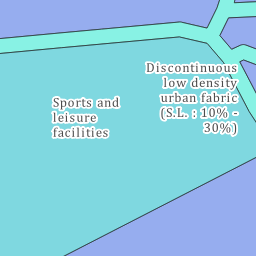 Discontinuous
low density
urban fabric
(S.L. : 10% -
30%)
Sports and
leisure
facilities